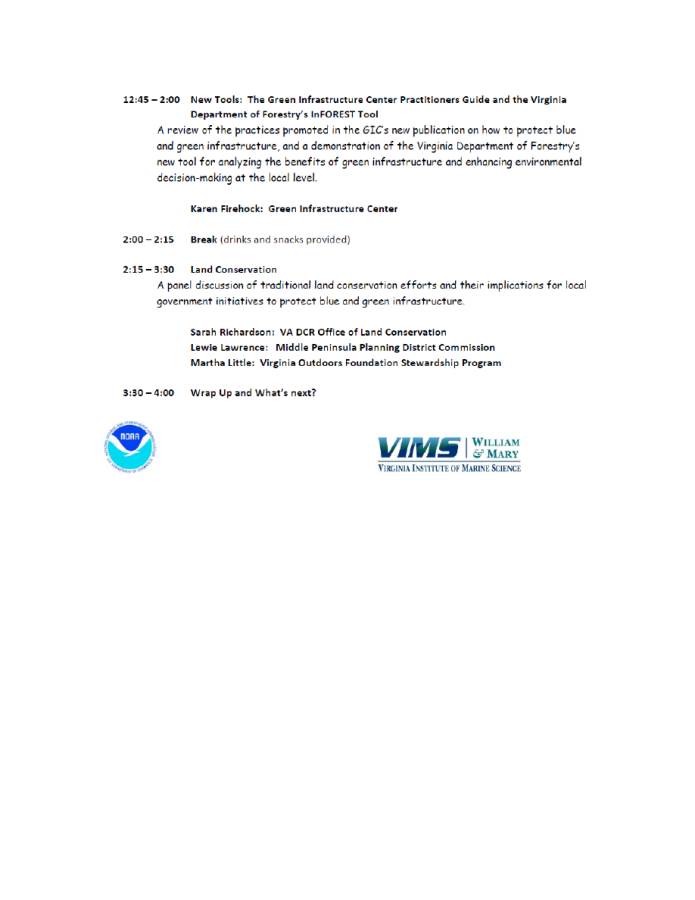 12:45 – 2:00 New Tools: The Green Infrastructure Center Practitioners Guide and the Virginia
Department of Forestry's InFOREST Tool
A review of the practices promoted in the GIC's new publication on how to protect blue
and green infrastructure, and a demonstration of the Virginia Department of Forestry's
new tool for analyzing the benefits of green infrastructure and enhancing environmental
decision-making at the local level.
Karen Firehock: Green Infrastructure Center
2:00 – 2:15 Break (drinks and snacks provided)
2:15 – 3:30 Land Conservation
A panel discussion of traditional land conservation efforts and their implications for local
government initiatives to protect blue and green infrastructure.
Sarah Richardson: VA DCR Office of Land Conservation
Lewie Lawrence: Middle Peninsula Planning District Commission
Martha Little: Virginia Outdoors Foundation Stewardship Program
3:30 – 4:00 Wrap Up and What's next?
NOAA
VIMS | WILLIAM
& MARY
VIRGINIA INSTITUTE OF MARINE SCIENCE